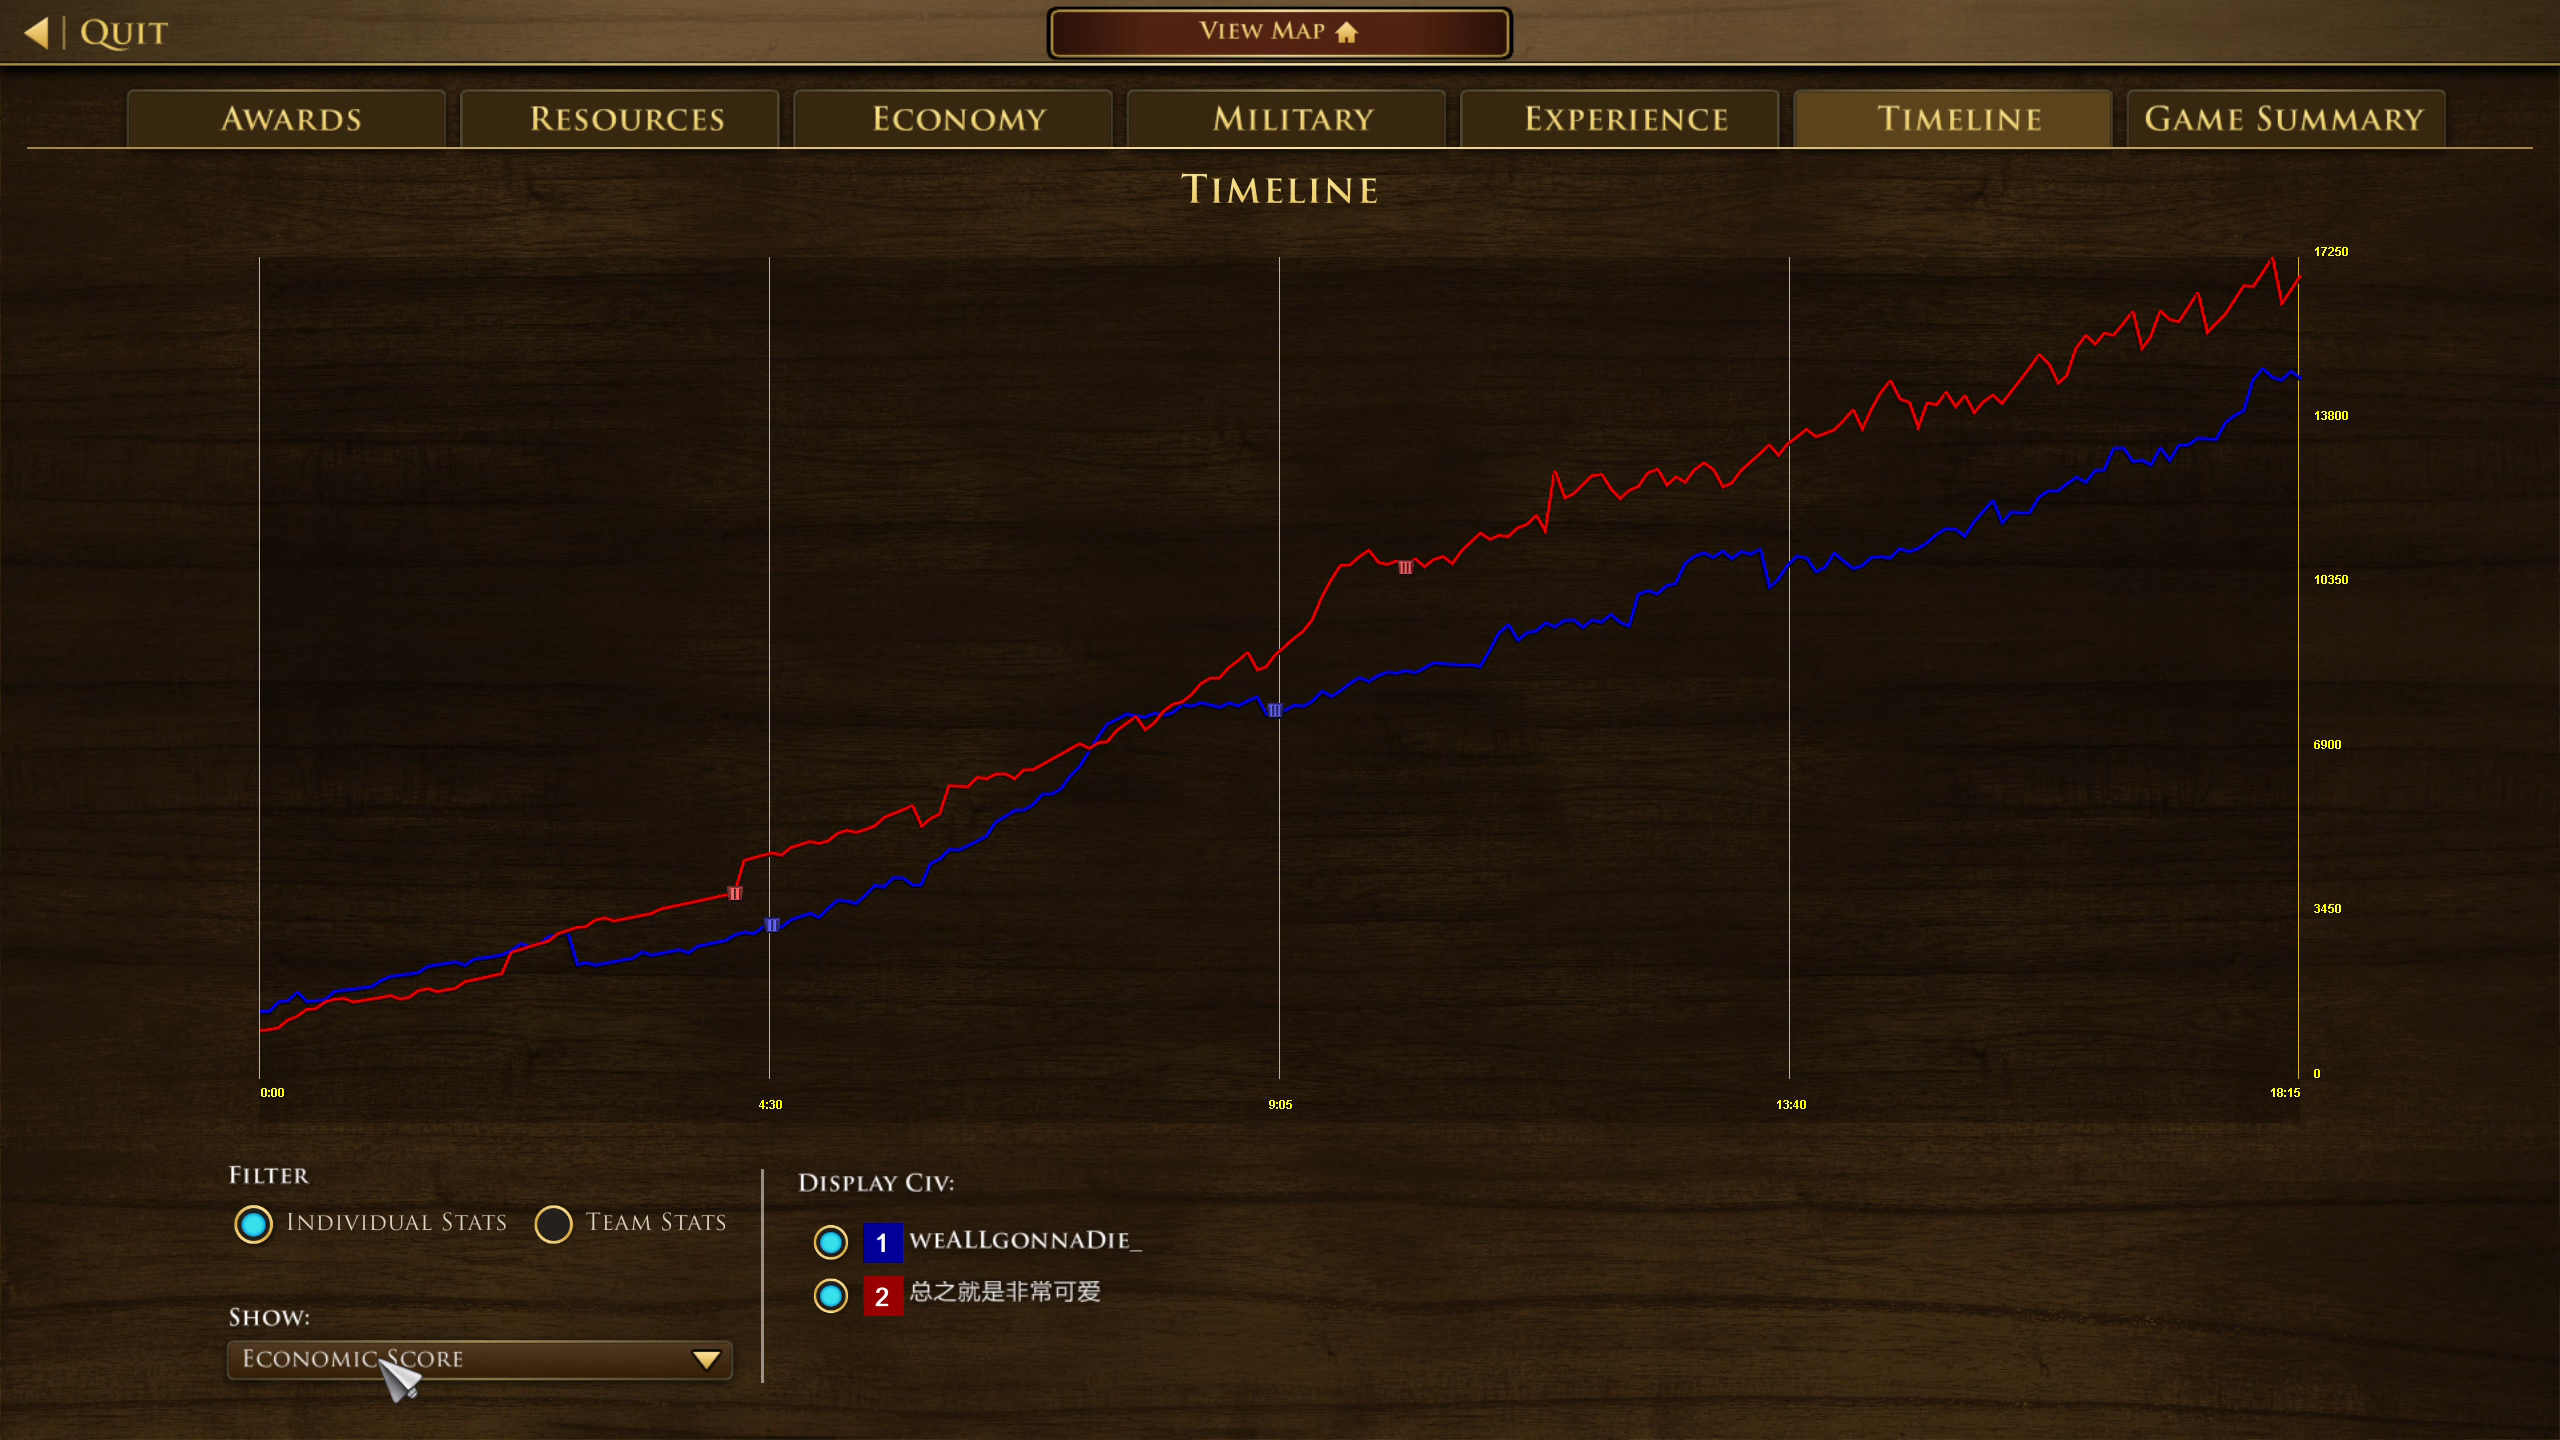 QUIT
VIEW MAP
AWARDS
RESOURCES
ECONOMY
MILITARY
EXPERIENCE
TIMELINE
GAME SUMMARY
TIMELINE
17250
13800
10350
6900
3450
0
III
III
II
II
0:00
4:30
9:05
13:40
18:15
FILTER
INDIVIDUAL STATS
TEAM STATS
SHOW:
ECONOMIC SCORE
DISPLAY CIV:
1 weALLgonnaDie_
2 总之就是非常可爱